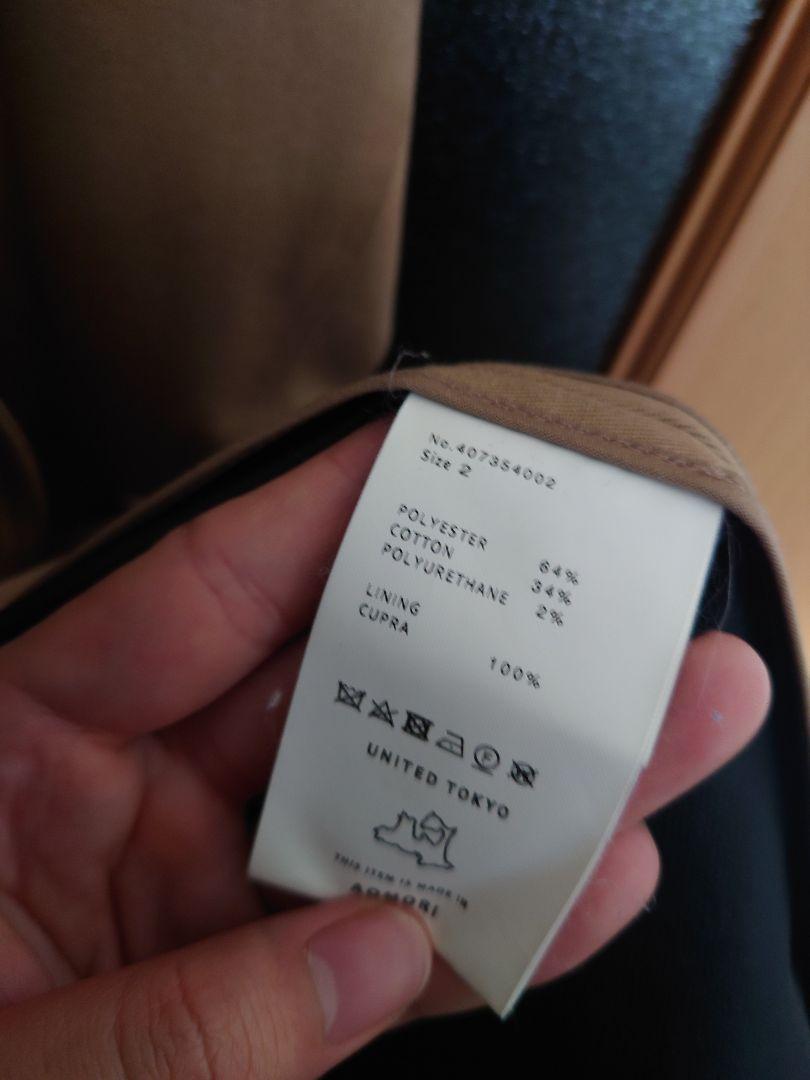 No.407354002
Size 2
POLYESTER 64%
COTTON 34%
POLYURETHANE 2%
LINING
CUPRA 100%
UNITED TOKYO
THIS ITEM IS MADE IN
AOMORI